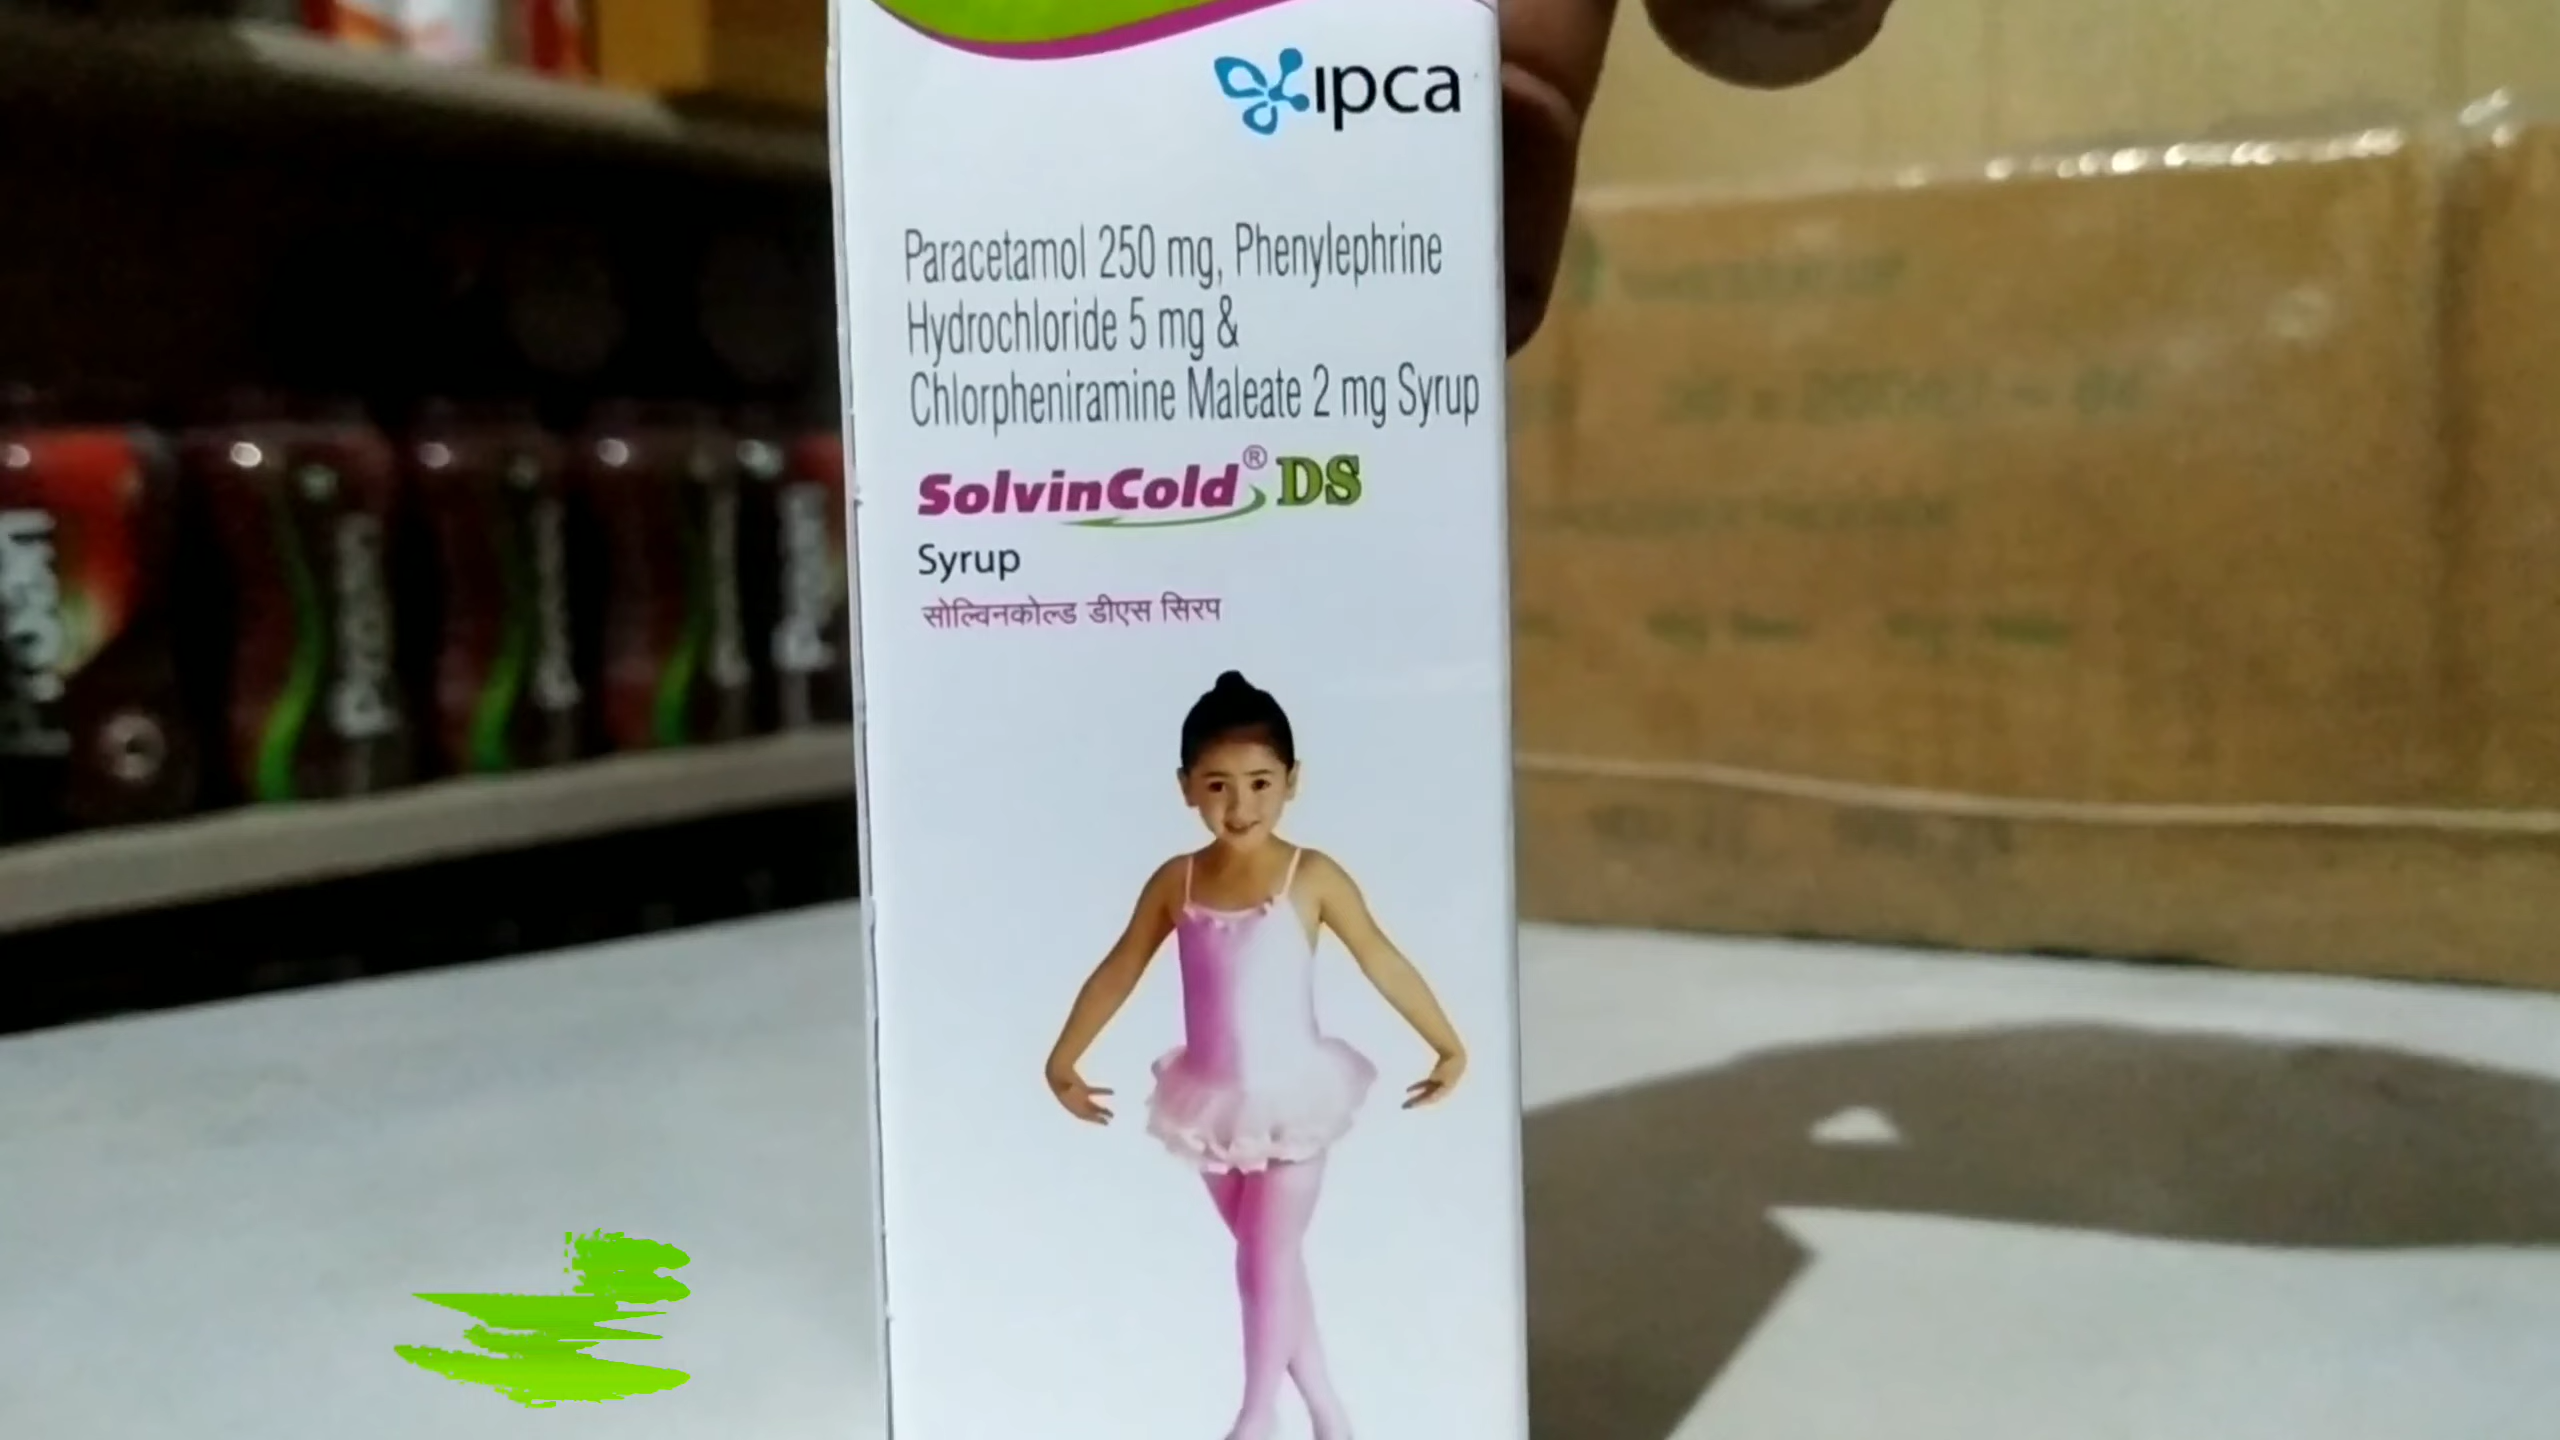 ipca
Paracetamol 250 mg, Phenylephrine
Hydrochloride 5 mg &
Chlorpheniramine Maleate 2 mg Syrup
SolvinCold® DS
Syrup
सोल्विनकोल्ड डीएस सिरप